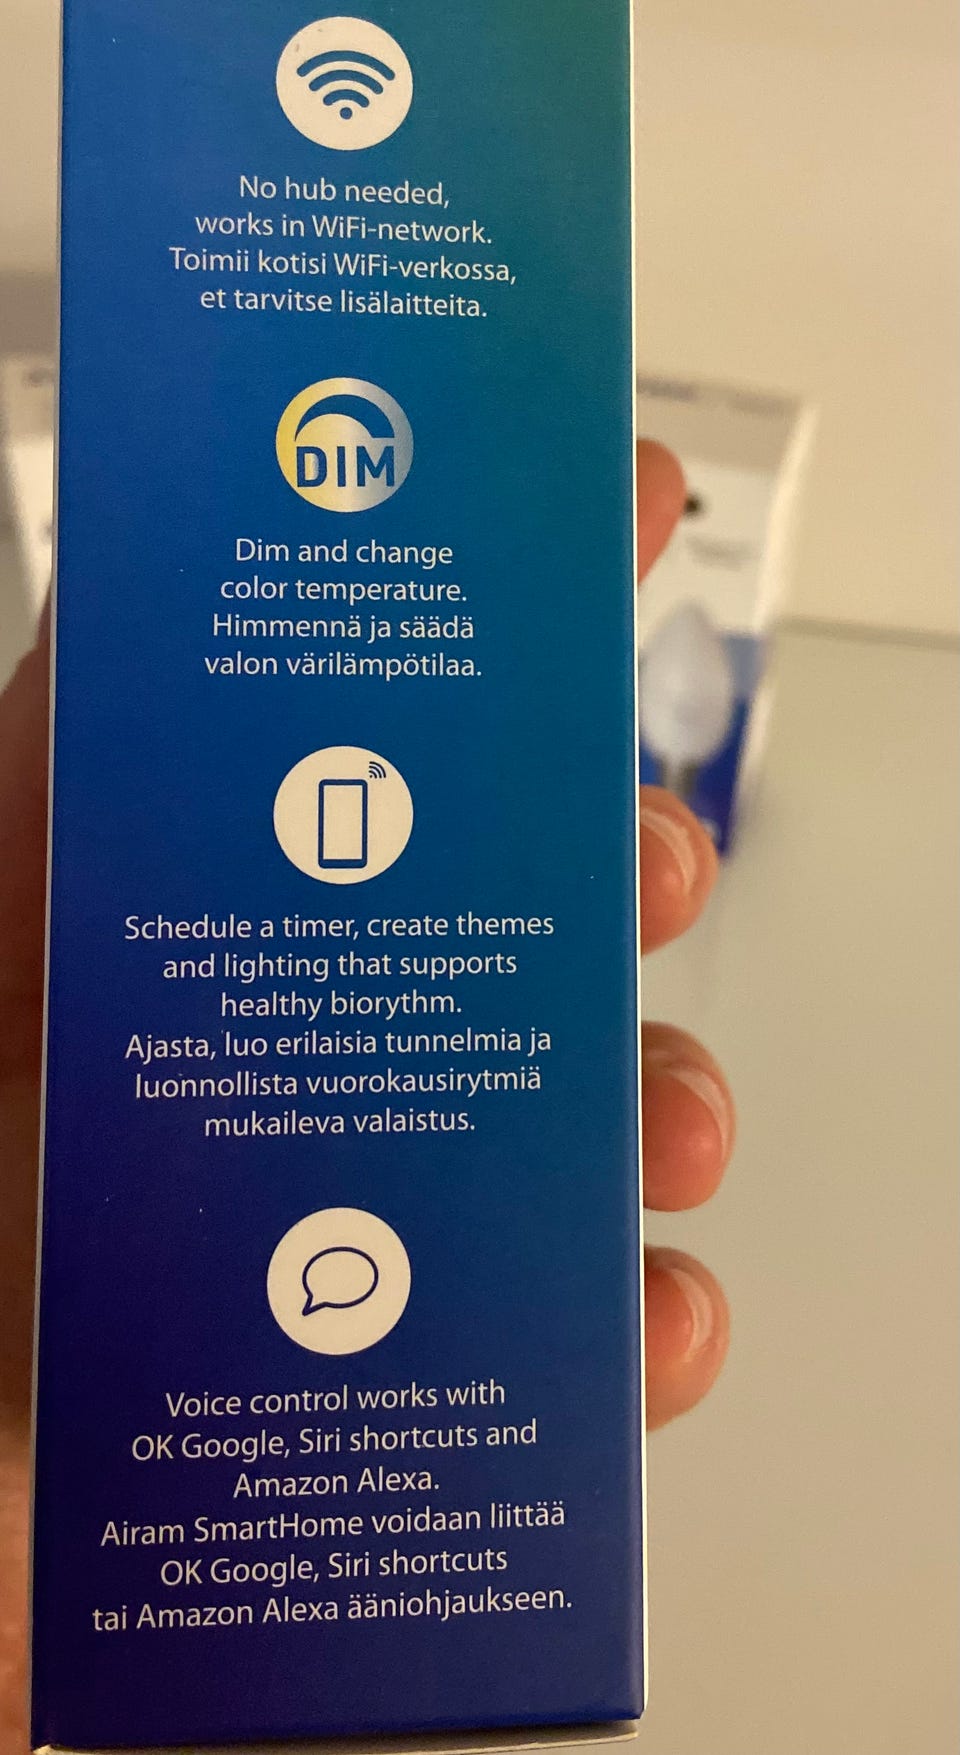 No hub needed,
works in WiFi-network.
Toimii kotisi WiFi-verkossa,
et tarvitse lisälaitteita.
DIM
Dim and change
color temperature.
Himmennä ja säädä
valon värilämpötilaa.
Schedule a timer, create themes
and lighting that supports
healthy biorythm.
Ajasta, luo erilaisia tunnelmia ja
luonnollista vuorokausirytmiä
mukaileva valaistus.
Voice control works with
OK Google, Siri shortcuts and
Amazon Alexa.
Airam SmartHome voidaan liittää
OK Google, Siri shortcuts
tai Amazon Alexa ääniohjaukseen.